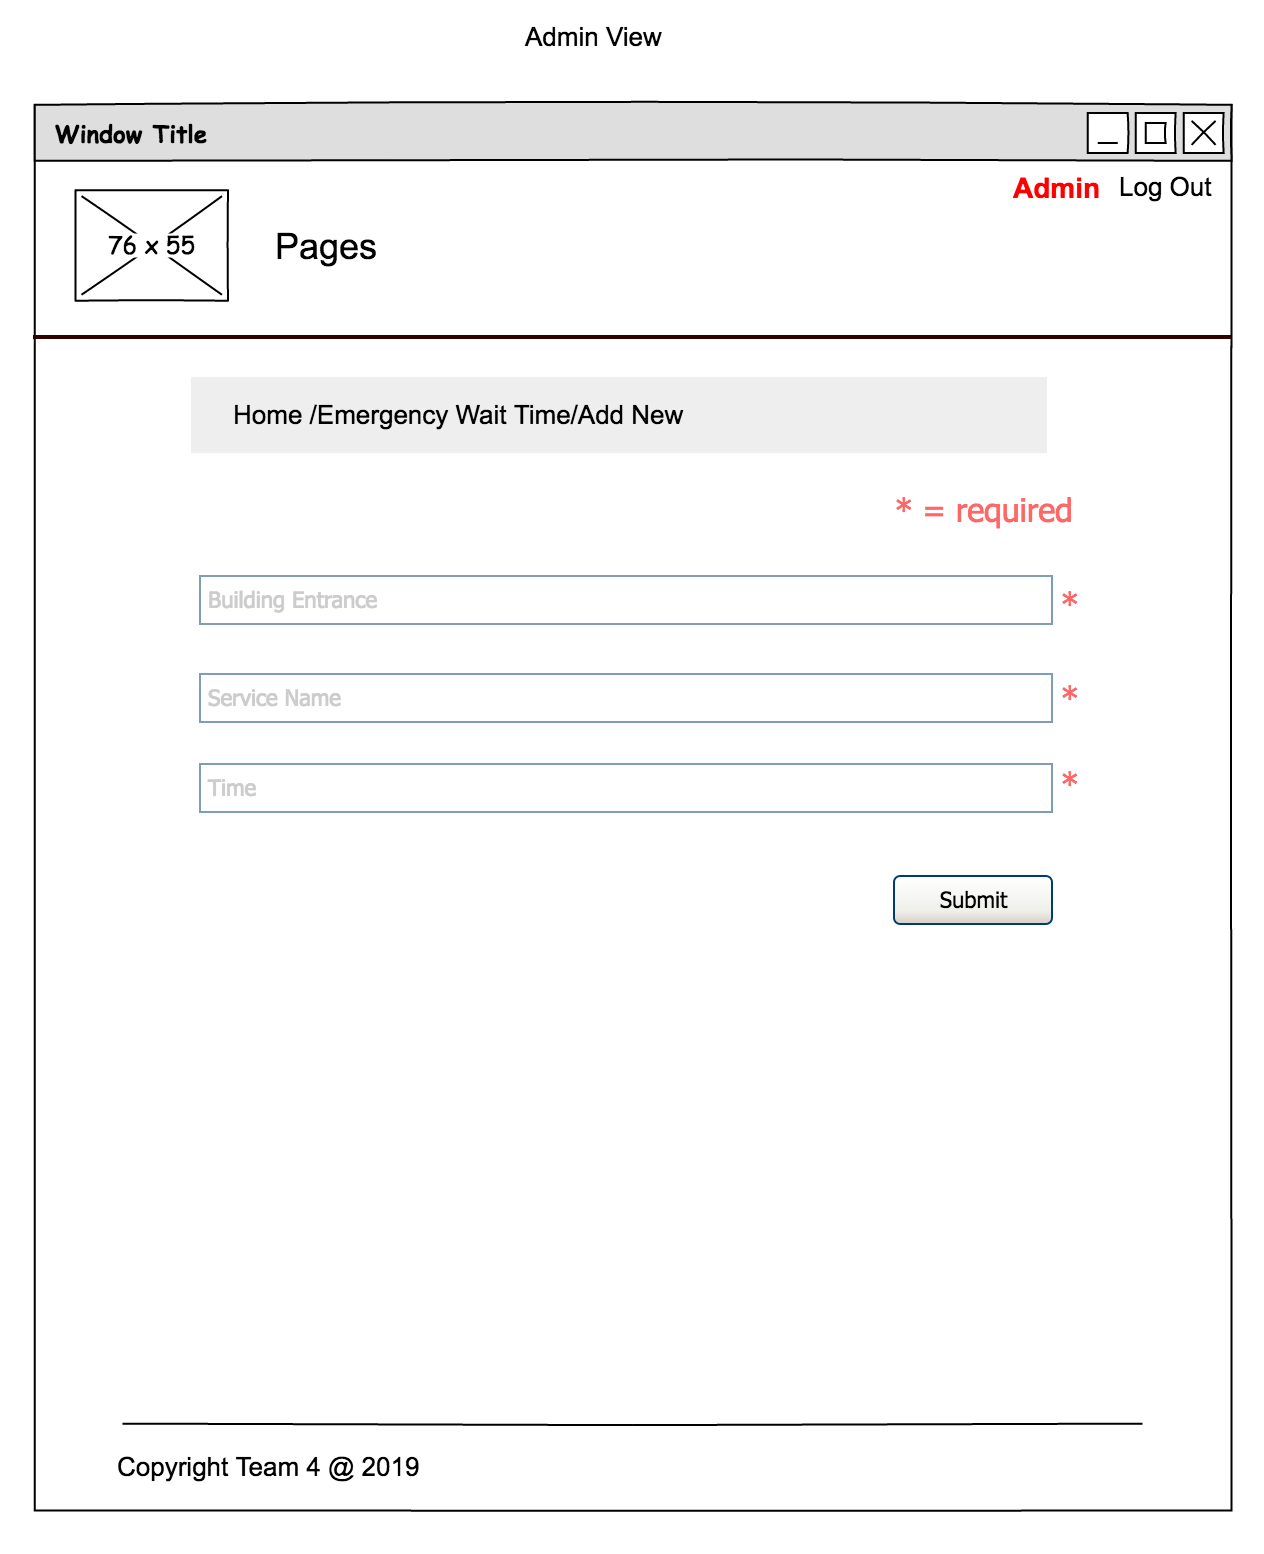 Admin View
Window Title
Admin Log Out
76 x 55
Pages
Home /Emergency Wait Time/Add New
* = required
Building Entrance *
Service Name *
Time *
Submit
Copyright Team 4 @ 2019